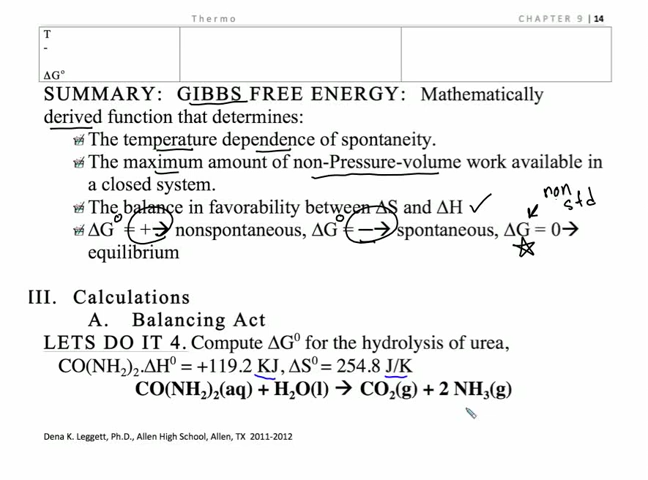 Thermo CHAPTER 9 | 14
T
-
ΔG°
SUMMARY: GIBBS FREE ENERGY: Mathematically
derived function that determines:
The temperature dependence of spontaneity.
The maximum amount of non-Pressure-volume work available in
a closed system.
non
The balance in favorability between ΔS and ΔH ✓ std
ΔG° = +→ nonspontaneous, ΔG° = −→ spontaneous, ΔG = 0→
equilibrium
III. Calculations
A. Balancing Act
LETS DO IT 4. Compute ΔG⁰ for the hydrolysis of urea,
CO(NH₂)₂.ΔH⁰ = +119.2 KJ, ΔS⁰ = 254.8 J/K
CO(NH₂)₂(aq) + H₂O(l) → CO₂(g) + 2 NH₃(g)
Dena K. Leggett, Ph.D., Allen High School, Allen, TX 2011-2012